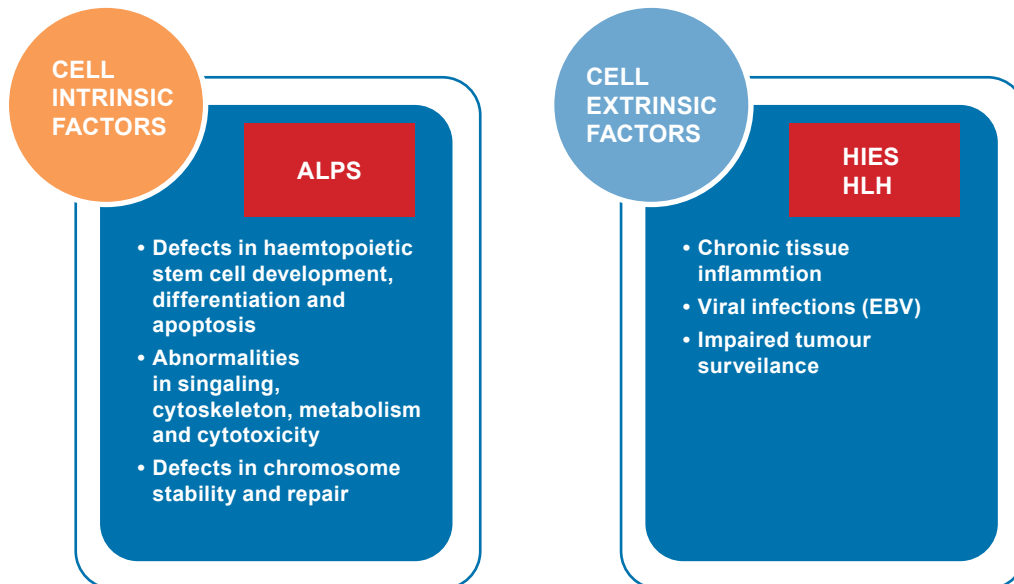 CELL
INTRINSIC
FACTORS
ALPS
• Defects in haemtopoietic
stem cell development,
differentiation and
apoptosis
• Abnormalities
in singaling,
cytoskeleton, metabolism
and cytotoxicity
• Defects in chromosome
stability and repair
CELL
EXTRINSIC
FACTORS
HIES
HLH
• Chronic tissue
inflammtion
• Viral infections (EBV)
• Impaired tumour
surveilance